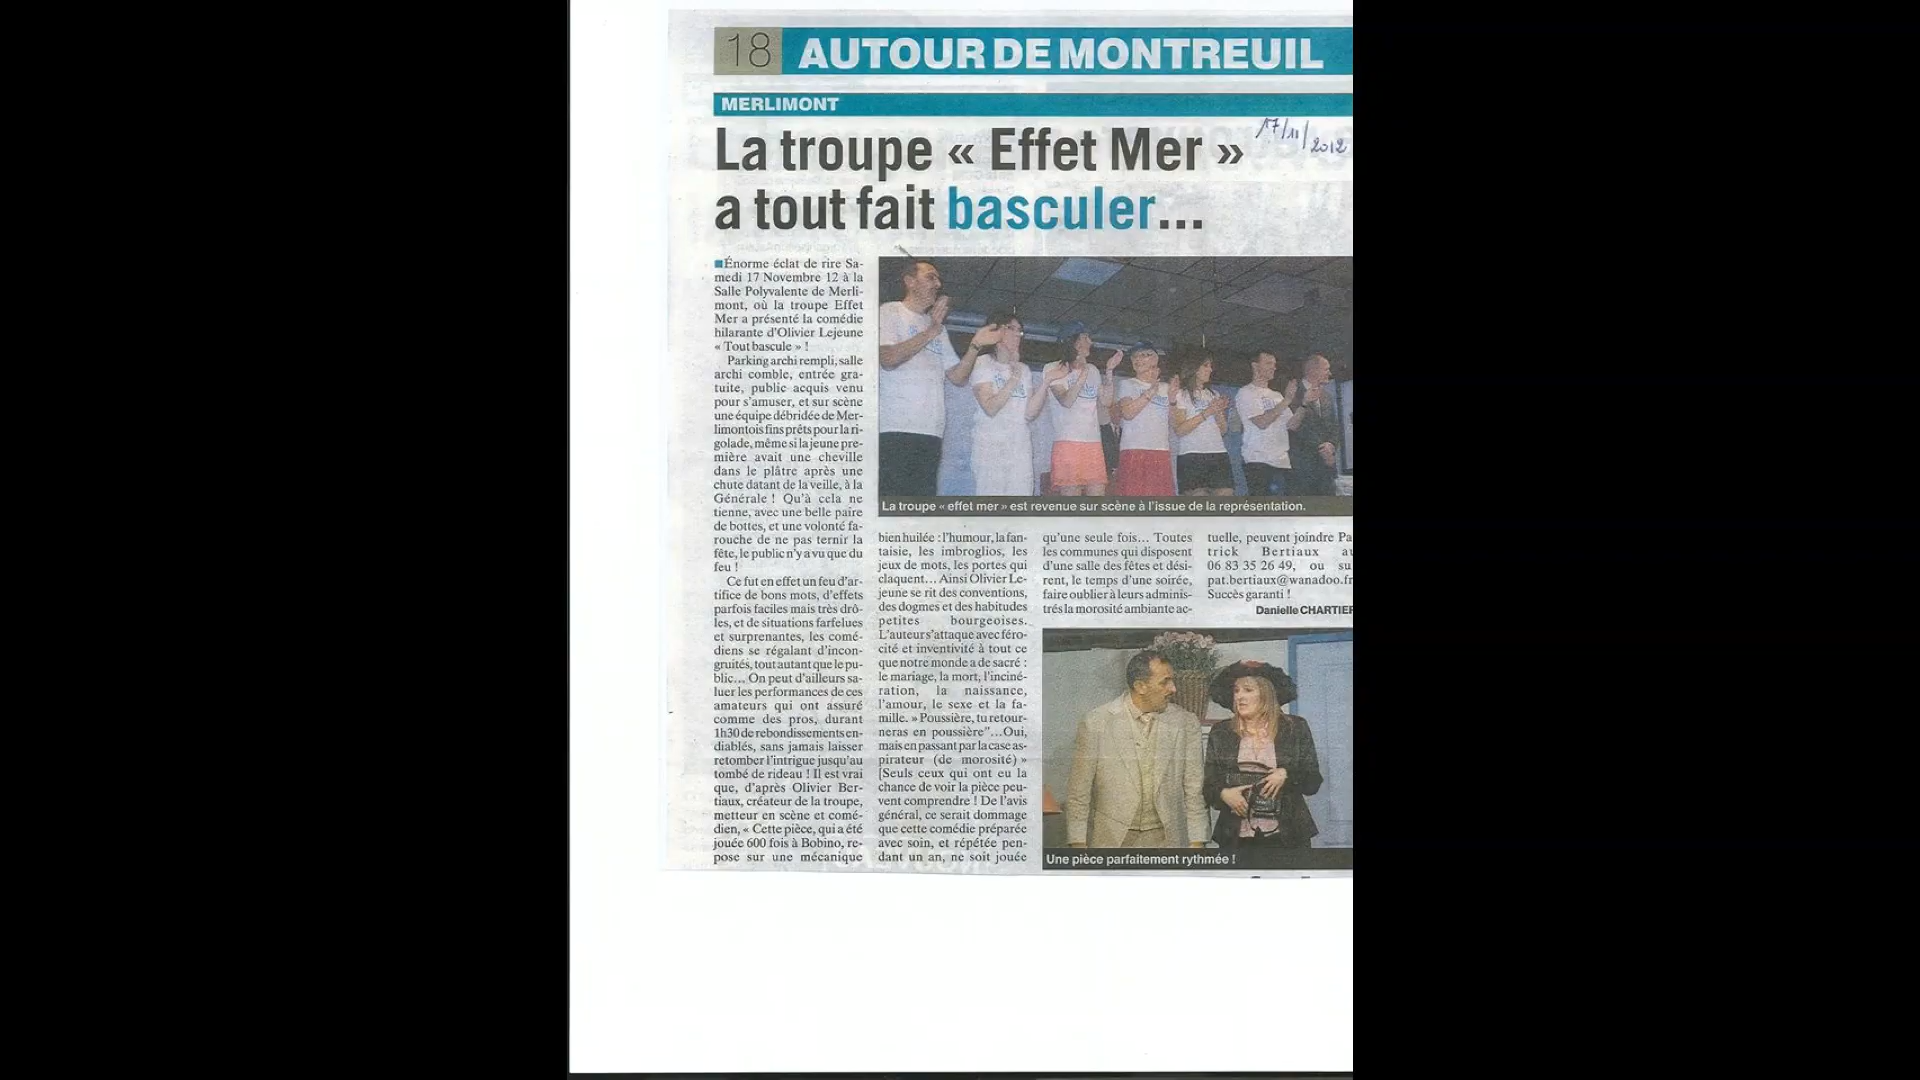 18 AUTOUR DE MONTREUIL
MERLIMONT
17/11/2012
La troupe « Effet Mer »
a tout fait basculer...
Énorme éclat de rire Sa-
medi 17 Novembre 12 à la
Salle Polyvalente de Merli-
mont, où la troupe Effet
Mer a présenté la comédie
hilarante d'Olivier Lejeune
« Tout bascule » !
Parking archi rempli, salle
archi comble, entrée gra-
tuite, public acquis venu
pour s'amuser, et sur scène
une équipe débridée de Mer-
limontois fins prêts pour la ri-
golade, même si la jeune pre-
mière avait une cheville
dans le plâtre après une
chute datant de la veille, à la
Générale ! Qu'à cela ne
tienne, avec une belle paire
de bottes, et une volonté fa-
rouche de ne pas ternir la
fête, le public n'y a vu que du
feu !
Ce fut en effet un feu d'ar-
tifice de bons mots, d'effets
parfois faciles mais très drô-
les, et de situations farfelues
et surprenantes, les comé-
diens se régalant d'incon-
gruités, tout autant que le pu-
blic... On peut d'ailleurs sa-
luer les performances de ces
amateurs qui ont assuré
comme des pros, durant
1h30 de rebondissements en-
diablés, sans jamais laisser
retomber l'intrigue jusqu'au
tombé de rideau ! Il est vrai
que, d'après Olivier Ber-
tiaux, créateur de la troupe,
metteur en scène et comé-
dien, « Cette pièce, qui a été
jouée 600 fois à Bobino, re-
pose sur une mécanique
La troupe « effet mer » est revenue sur scène à l'issue de la représentation.
bien huilée : l'humour, la fan-
taisie, les imbroglios, les
jeux de mots, les portes qui
claquent... Ainsi Olivier Le-
jeune se rit des conventions,
des dogmes et des habitudes
petites bourgeoises.
L'auteur s'attaque avec féro-
cité et inventivité à tout ce
que notre monde a de sacré :
le mariage, la mort, l'inciné-
ration, la naissance,
l'amour, le sexe et la fa-
mille. » Poussière, tu retour-
neras en poussière"...Oui,
mais en passant par la case as-
pirateur (de morosité) »
[Seuls ceux qui ont eu la
chance de voir la pièce peu-
vent comprendre ! De l'avis
général, ce serait dommage
que cette comédie préparée
avec soin, et répétée pen-
dant un an, ne soit jouée
qu'une seule fois... Toutes
les communes qui disposent
d'une salle des fêtes et dési-
rent, le temps d'une soirée,
faire oublier à leurs adminis-
trés la morosité ambiante ac-
tuelle, peuvent joindre Pa
trick Bertiaux au
06 83 35 26 49, ou su
pat.bertiaux@wanadoo.fr
Succès garanti !
Danielle CHARTIER
Une pièce parfaitement rythmée !